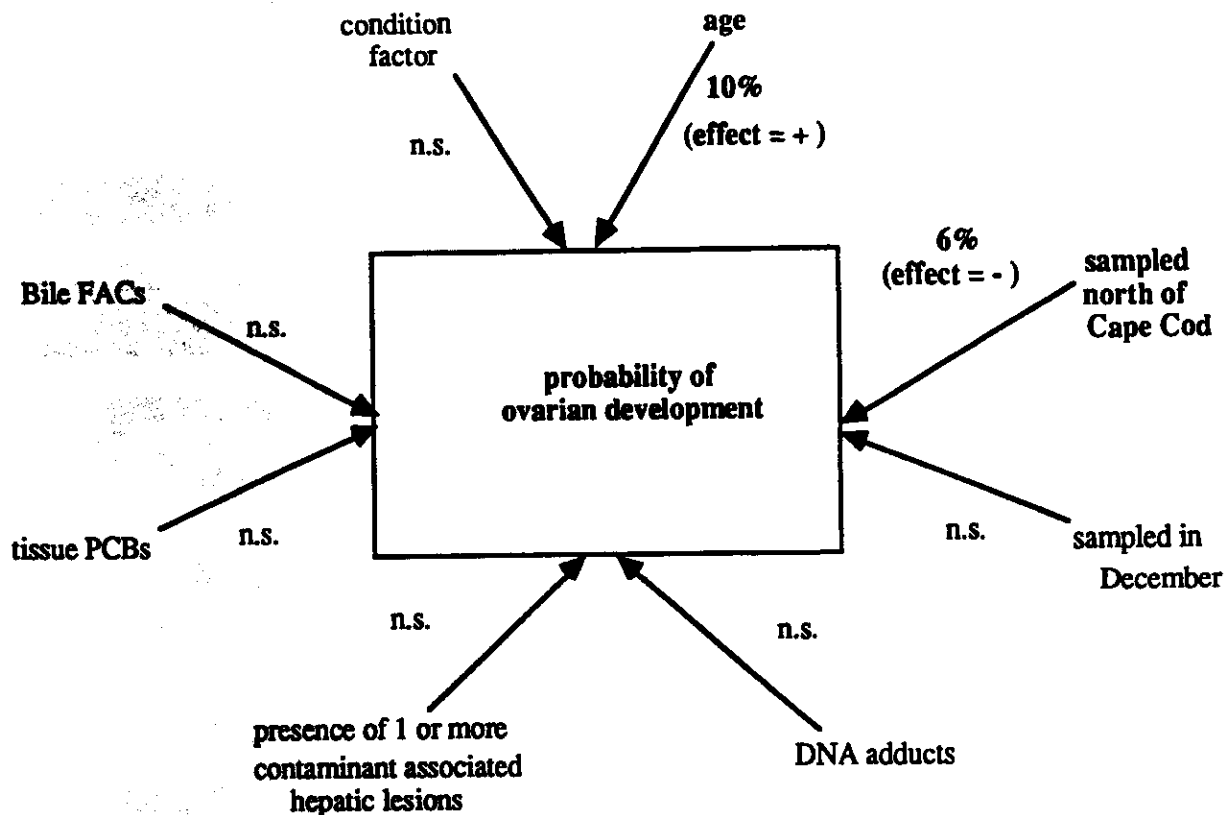 condition
factor
n.s.
age
10%
(effect = + )
6%
(effect = - )
sampled
north of
Cape Cod
Bile FACs
n.s.
probability of
ovarian development
tissue PCBs
n.s.
n.s.
sampled in
December
n.s.
n.s.
presence of 1 or more
contaminant associated
hepatic lesions
DNA adducts